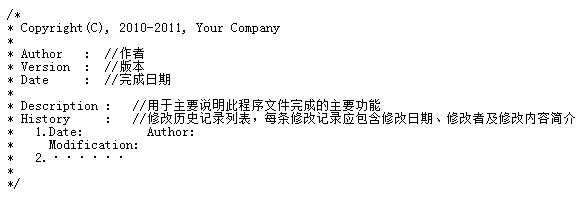 /*
* Copyright(C), 2010-2011, Your Company
*
* Author   :  //作者
* Version  :  //版本
* Date     :  //完成日期
*
* Description :   //用于主要说明此程序文件完成的主要功能
* History     :   //修改历史记录列表，每条修改记录应包含修改日期、修改者及修改内容简介
*   1.Date:         Author:
*     Modification:
*   2.······
*
*/